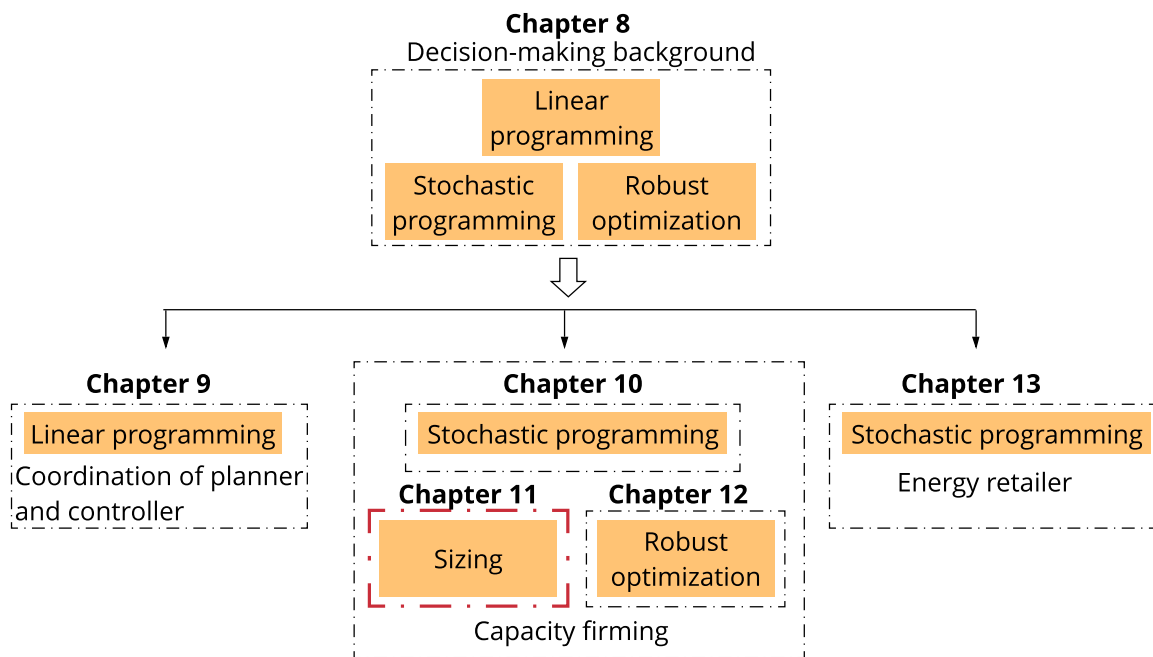 Chapter 8
Decision-making background
Linear
programming
Stochastic
programming
Robust
optimization
Chapter 9
Linear programming
Coordination of planner
and controller
Chapter 10
Stochastic programming
Chapter 11
Sizing
Chapter 12
Robust
optimization
Capacity firming
Chapter 13
Stochastic programming
Energy retailer